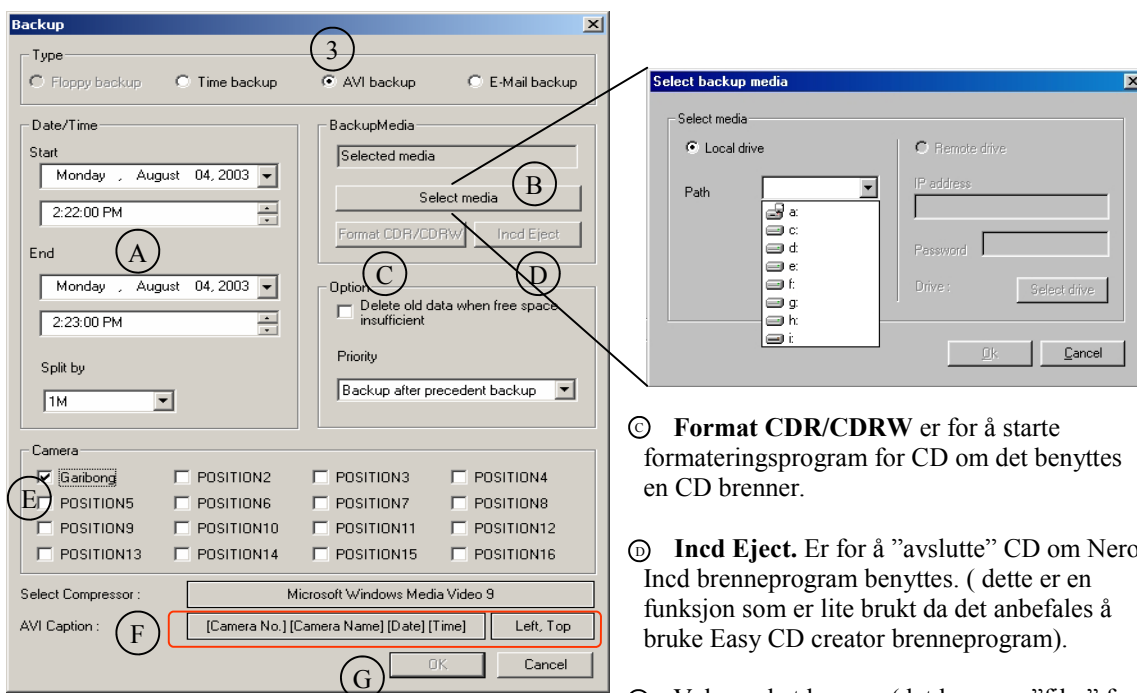 Backup
3
Type
Floppy backup Time backup AVI backup E-Mail backup
Date/Time
Start
Monday , August 04, 2003
2:22:00 PM
A
End
Monday , August 04, 2003
2:23:00 PM
Split by
1M
BackupMedia
Selected media
Select media
B
Format CDR/CDRW Incd Eject
C D
Option
Delete old data when free space
insufficient
Priority
Backup after precedent backup
Camera
Garibong POSITION2 POSITION3 POSITION4
E
POSITION5 POSITION6 POSITION7 POSITION8
POSITION9 POSITION10 POSITION11 POSITION12
POSITION13 POSITION14 POSITION15 POSITION16
Select Compressor : Microsoft Windows Media Video 9
AVI Caption : F [Camera No.] [Camera Name] [Date] [Time] Left, Top
G OK Cancel
Select backup media
Select media
Local drive Remote drive
Path IP address
a:
c:
d:
e:
f:
g:
h:
i:
Password
Drive : Select drive
Ok Cancel
C Format CDR/CDRW er for å starte
formateringsprogram for CD om det benyttes
en CD brenner.
D Incd Eject. Er for å ”avslutte” CD om Nero
Incd brenneprogram benyttes. ( dette er en
funksjon som er lite brukt da det anbefales å
bruke Easy CD creator brenneprogram).